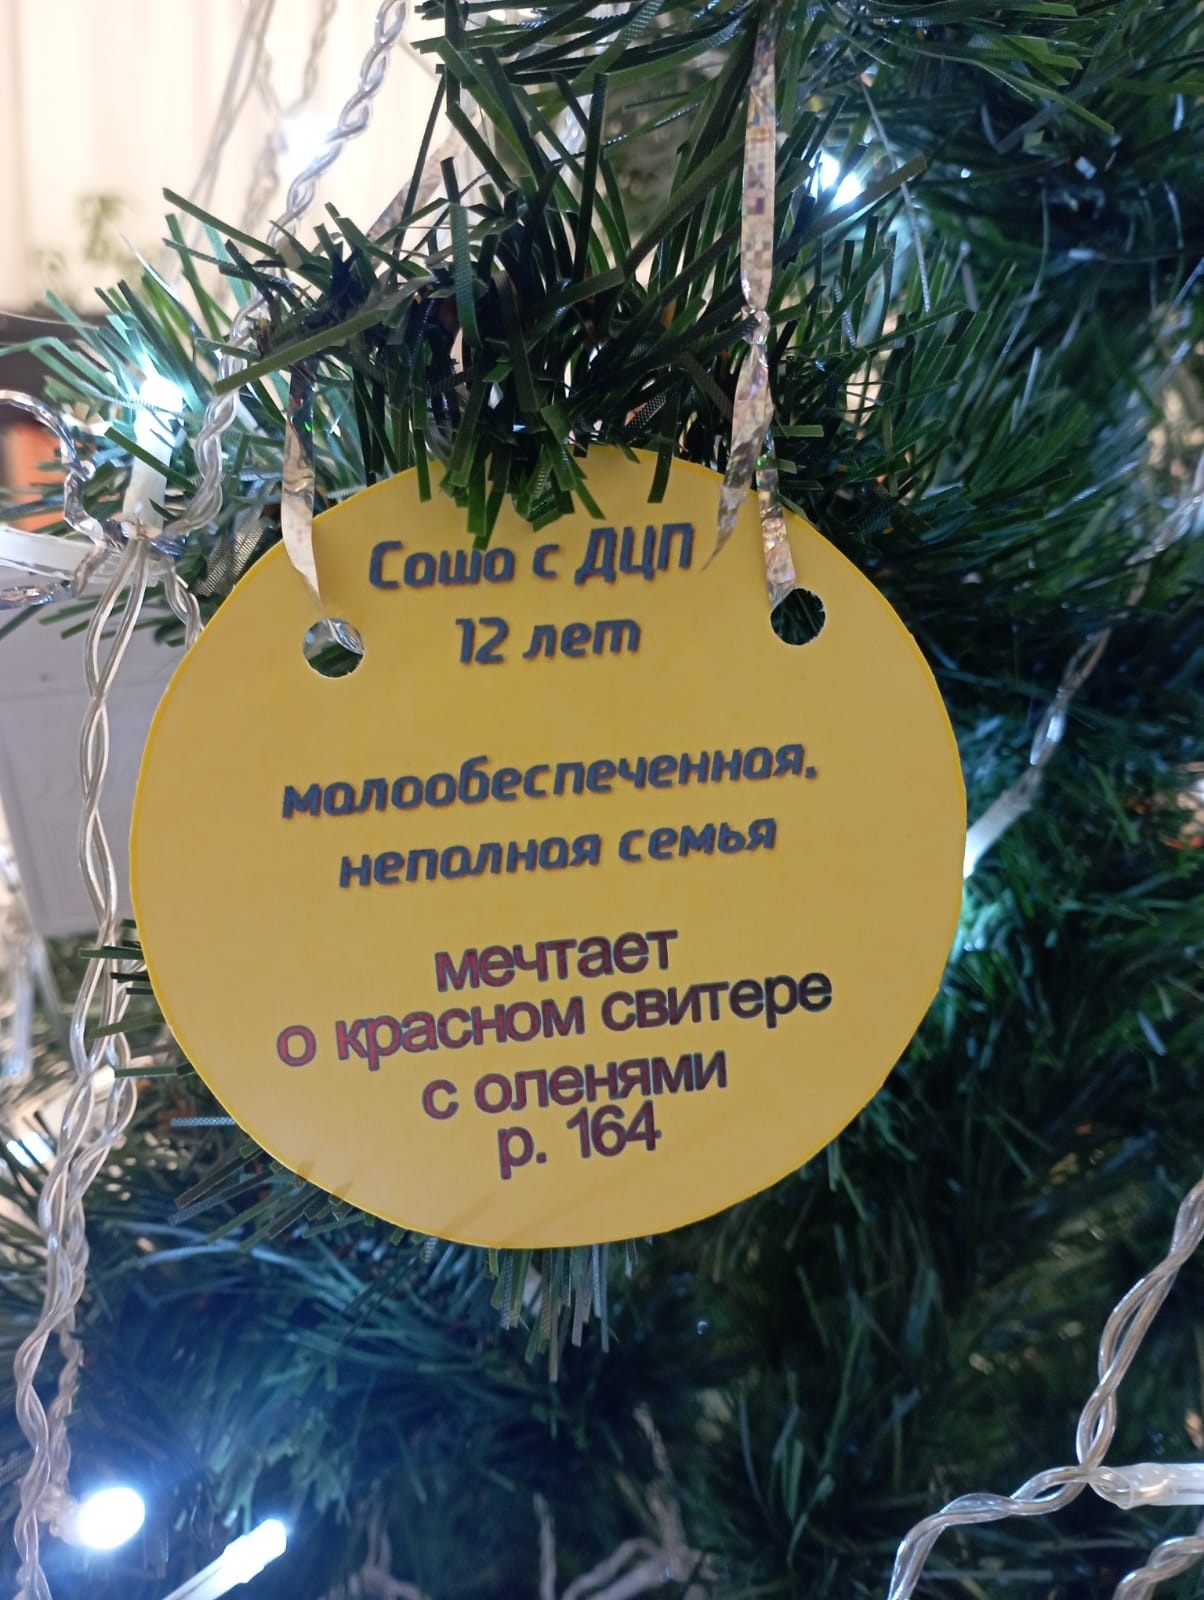 Саша с ДЦП
12 лет
малообеспеченная,
неполная семья
мечтает
о красном свитере
с оленями
р. 164